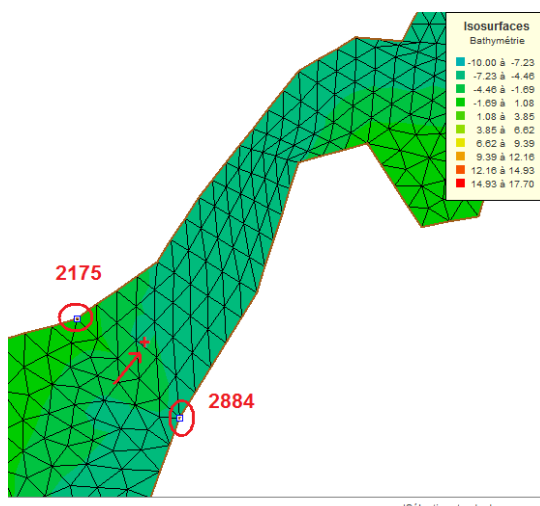 Isosurfaces
Bathymétrie
-10.00 à -7.23
-7.23 à -4.46
-4.46 à -1.69
-1.69 à 1.08
1.08 à 3.85
3.85 à 6.62
6.62 à 9.39
9.39 à 12.16
12.16 à 14.93
14.93 à 17.70
2175
2884